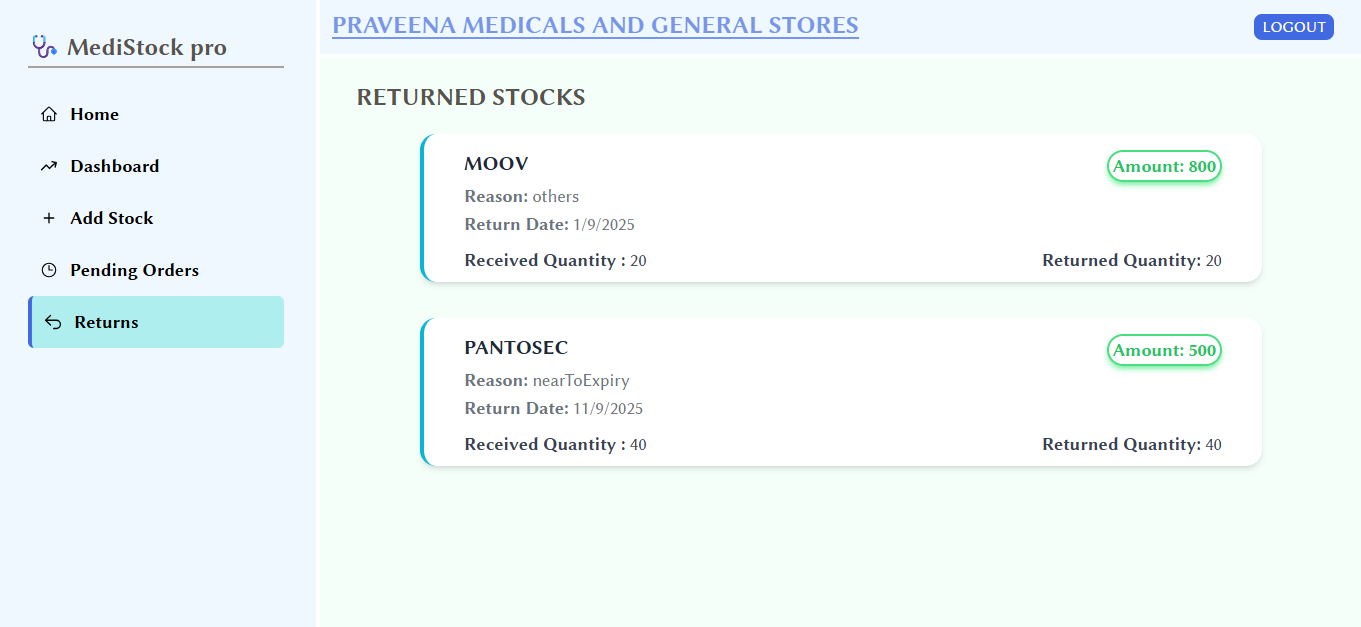 MediStock pro
Home
Dashboard
Add Stock
Pending Orders
Returns
PRAVEENA MEDICALS AND GENERAL STORES
LOGOUT
RETURNED STOCKS
MOOV
Amount: 800
Reason: others
Return Date: 1/9/2025
Received Quantity : 20
Returned Quantity: 20
PANTOSEC
Amount: 500
Reason: nearToExpiry
Return Date: 11/9/2025
Received Quantity : 40
Returned Quantity: 40